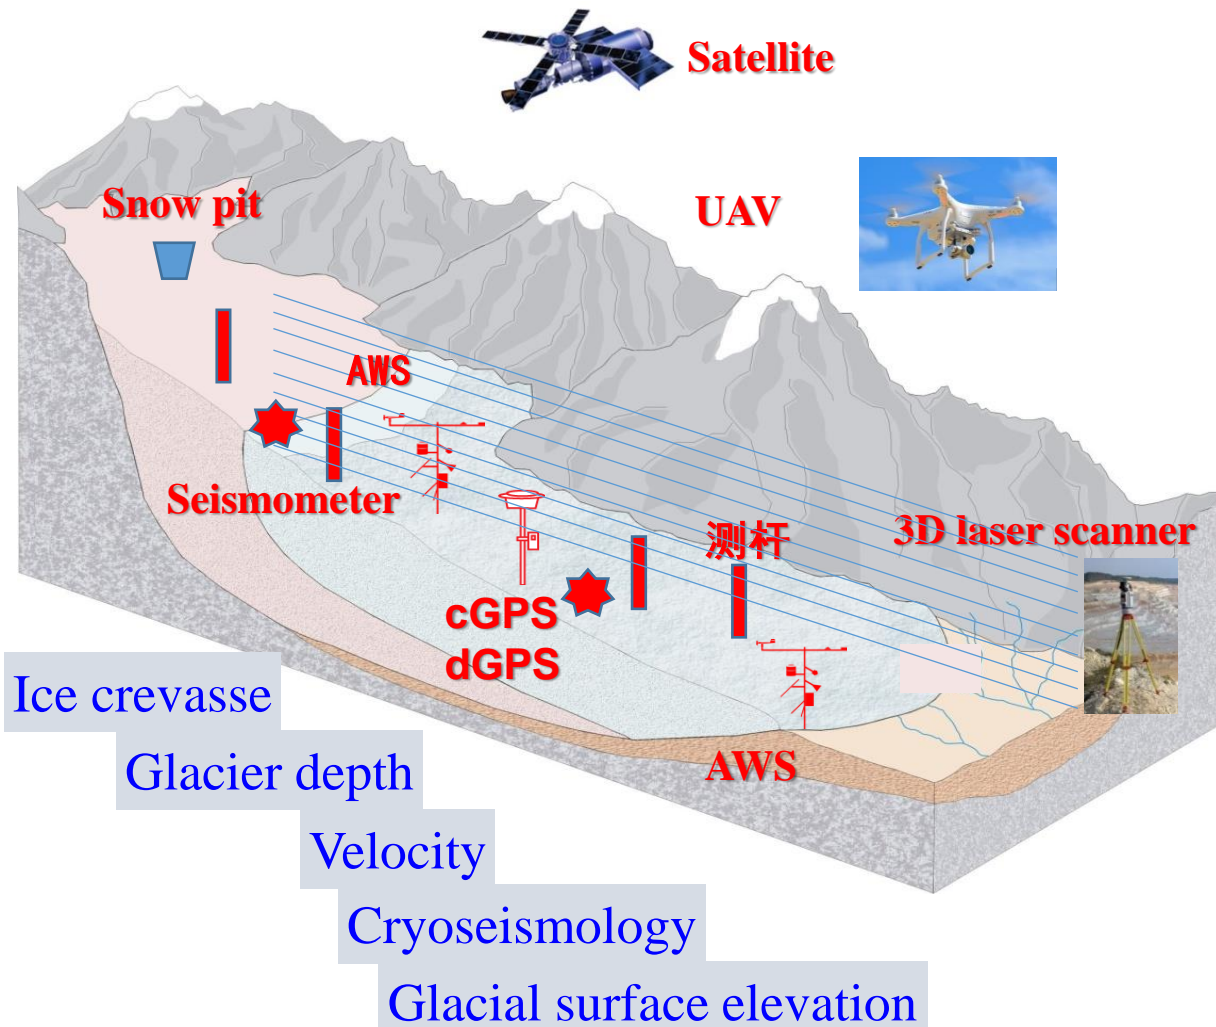 Satellite
Snow pit
UAV
AWS
Seismometer
测杆
3D laser scanner
cGPS
dGPS
Ice crevasse
AWS
Glacier depth
Velocity
Cryoseismology
Glacial surface elevation